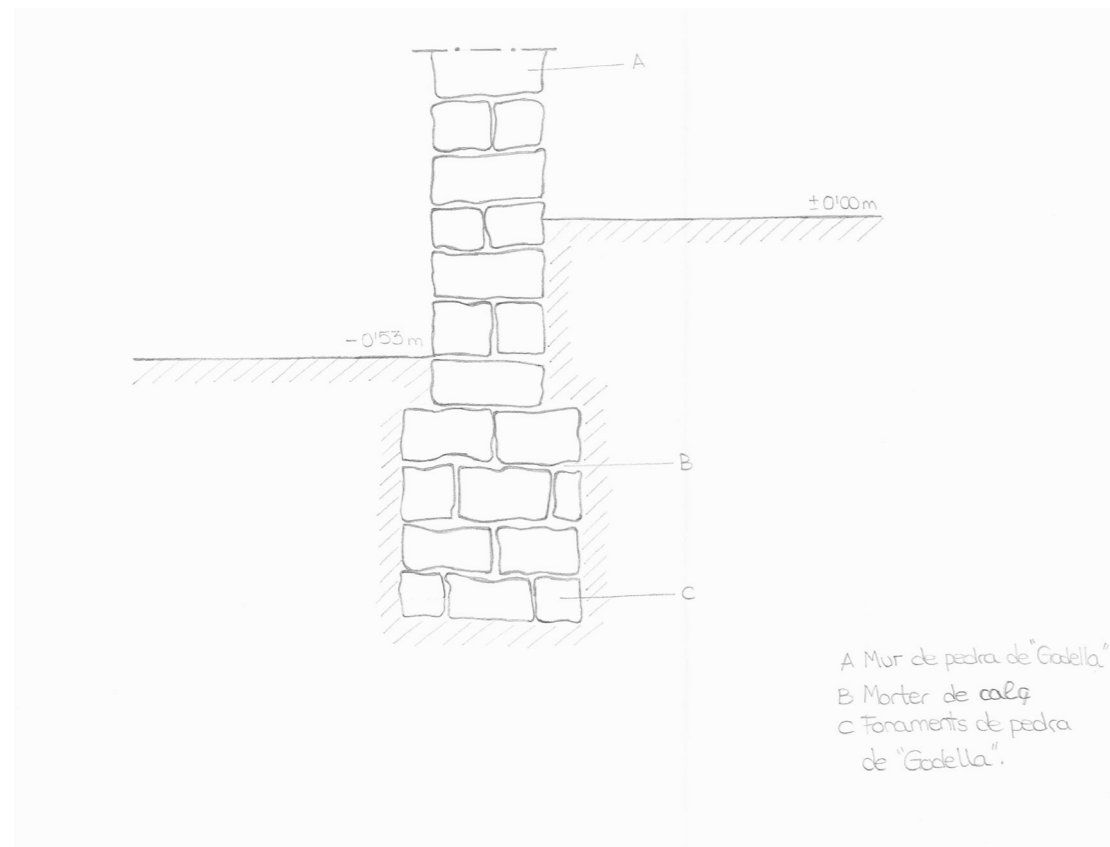 A
±0'00m
-0'53m
B
C
A Mur de pedra de "Godella"
B Morter de calç
C Fonaments de pedra
de "Godella".